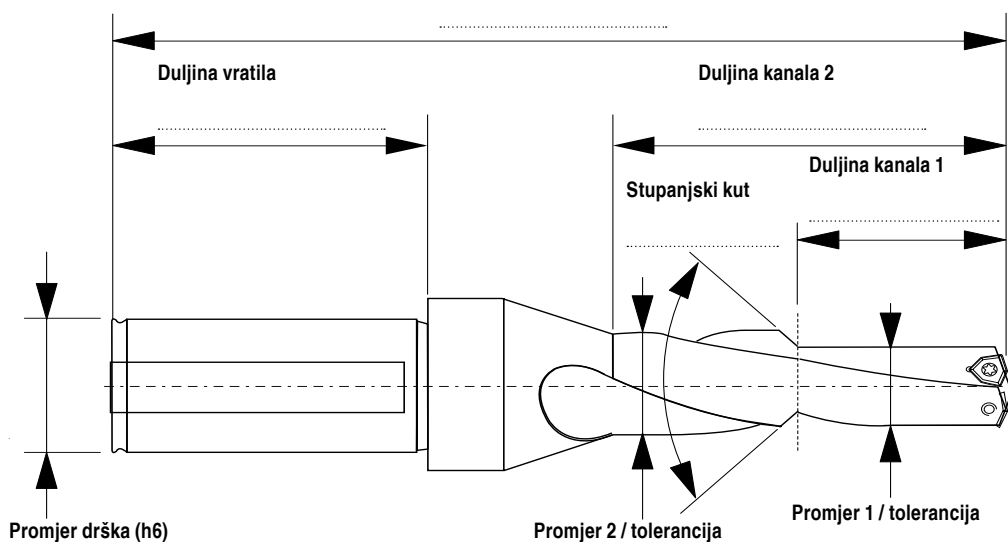 Duljina vratila
Duljina kanala 2
Duljina kanala 1
Stupanjski kut
Promjer drška (h6)
Promjer 2 / tolerancija
Promjer 1 / tolerancija